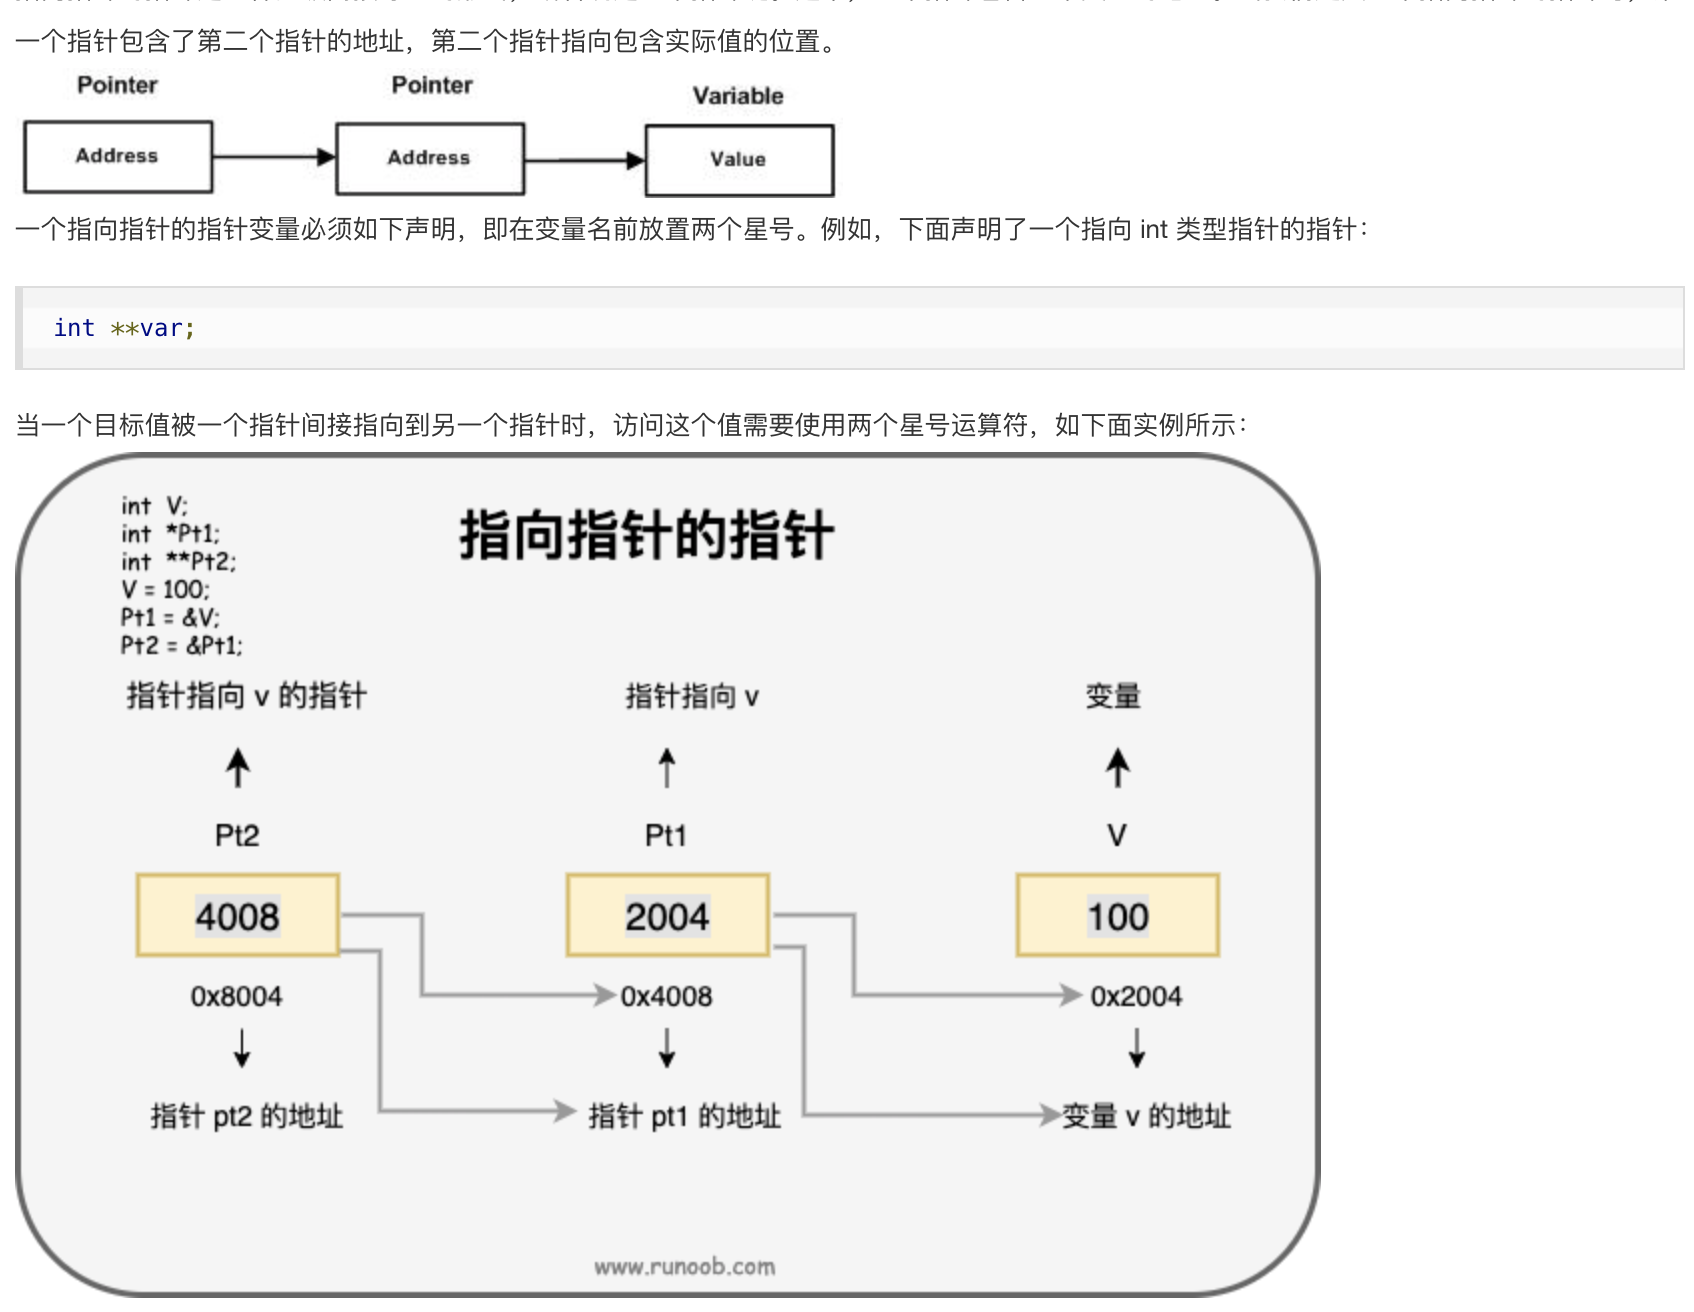 一个指针包含了第二个指针的地址，第二个指针指向包含实际值的位置。
Pointer Pointer Variable
Address Address Value
一个指向指针的指针变量必须如下声明，即在变量名前放置两个星号。例如，下面声明了一个指向 int 类型指针的指针：
int **var;
当一个目标值被一个指针间接指向到另一个指针时，访问这个值需要使用两个星号运算符，如下面实例所示：
int V;
int *Pt1;
int **Pt2;
V = 100;
Pt1 = &V;
Pt2 = &Pt1;
指向指针的指针
指针指向 v 的指针 指针指向 v 变量
Pt2 Pt1 V
4008 2004 100
0x8004 0x4008 0x2004
指针 pt2 的地址 指针 pt1 的地址 变量 v 的地址
www.runoob.com